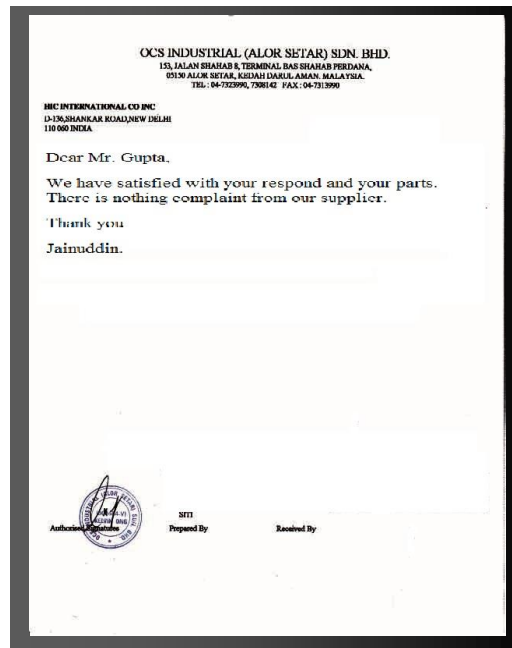 OCS INDUSTRIAL (ALOR SETAR) SDN. BHD.
153, JALAN SHAHAB 8, TERMINAL BAS SHAHAB PERDANA,
05150 ALOR SETAR, KEDAH DARUL AMAN. MALAYSIA.
TEL : 04-7323990, 7308142 FAX : 04-7313990
HIC INTERNATIONAL CO INC
D-136,SHANKAR ROAD,NEW DELHI
110 060 INDIA
Dear Mr. Gupta,
We have satisfied with your respond and your parts.
There is nothing complaint from our supplier.
Thank you
Jainuddin.
SITI
Authorised Signatures Prepared By Received By